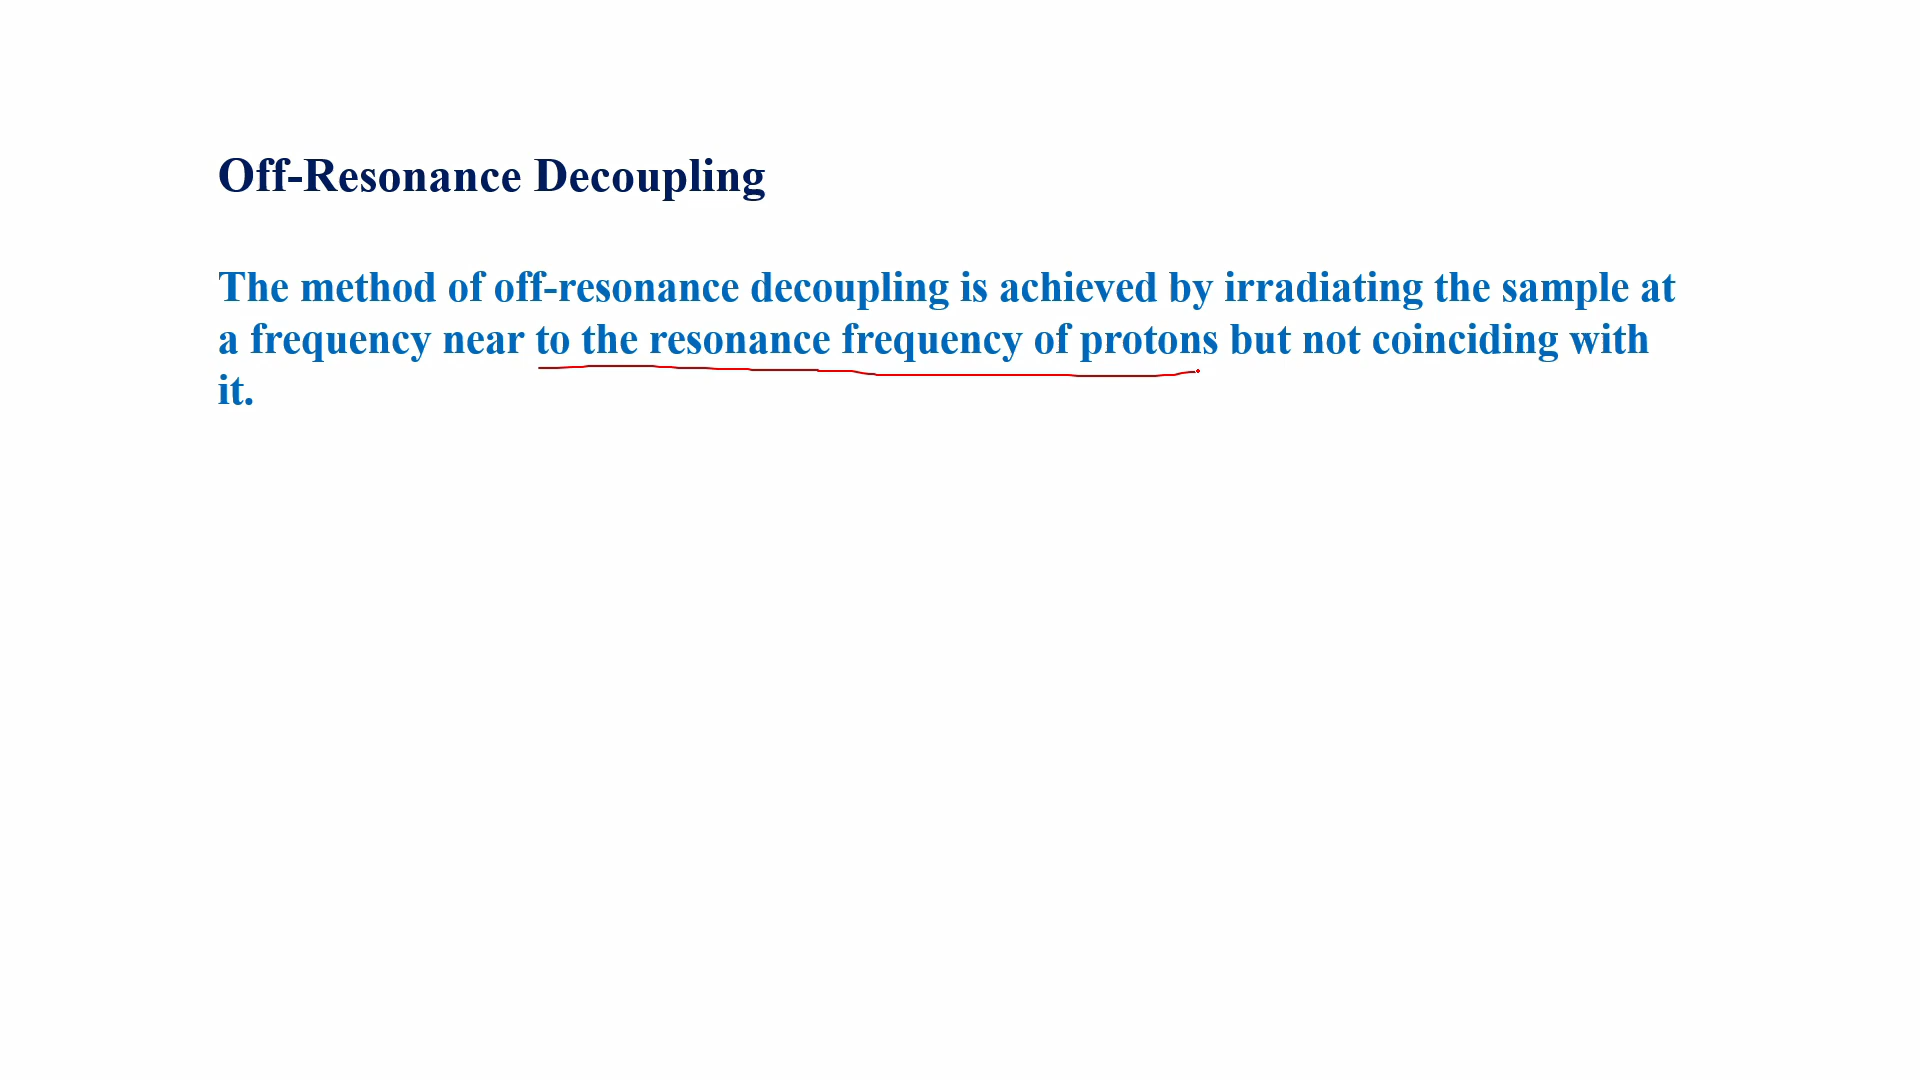 Off-Resonance Decoupling
The method of off-resonance decoupling is achieved by irradiating the sample at
a frequency near to the resonance frequency of protons but not coinciding with
it.